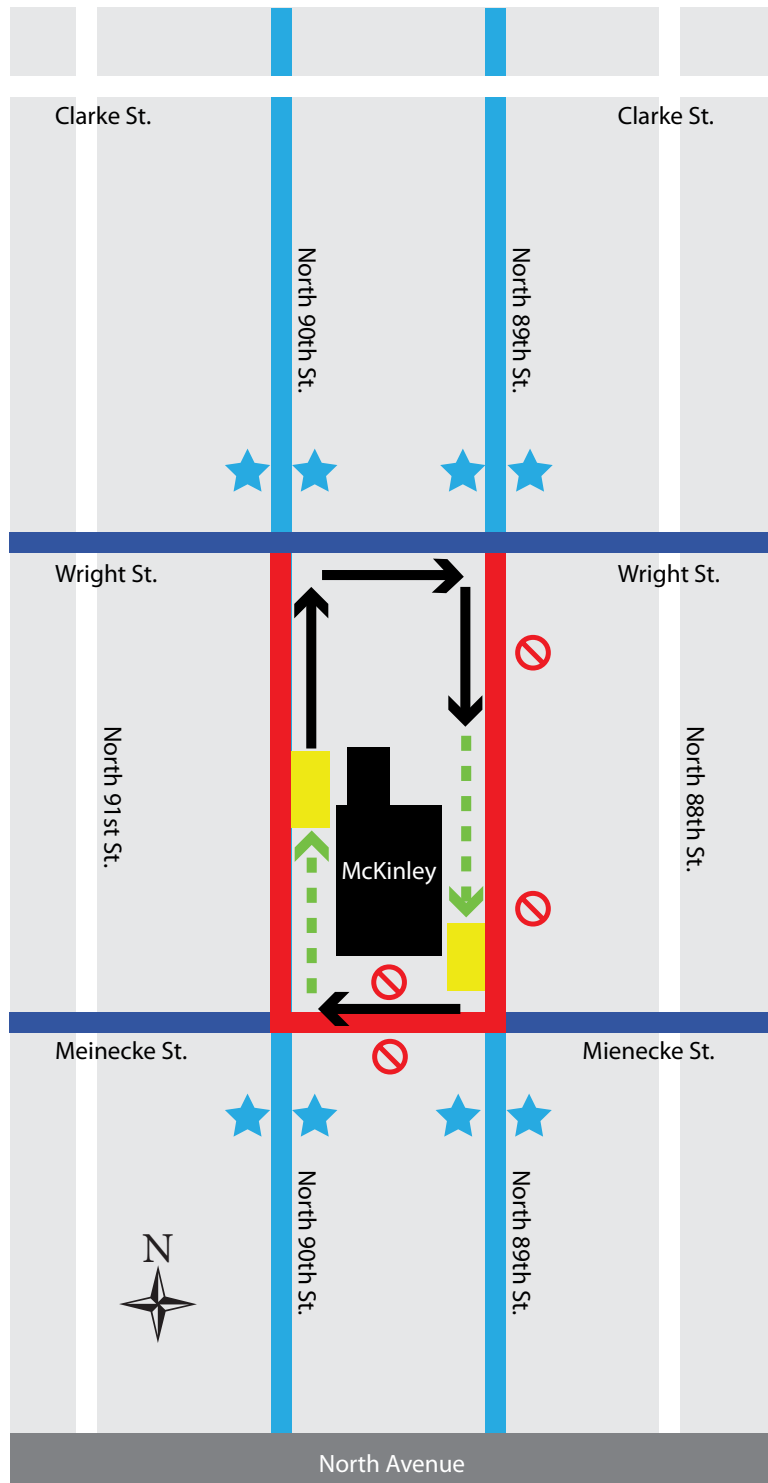 Clarke St.
Clarke St.
North 90th St.
North 89th St.
Wright St.
Wright St.
North 91st St.
North 88th St.
McKinley
Meinecke St.
Mienecke St.
North 90th St.
North 89th St.
N
North Avenue